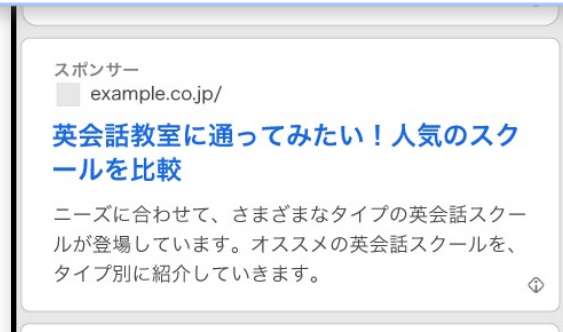 スポンサー
example.co.jp/
英会話教室に通ってみたい！人気のスク
ールを比較
ニーズに合わせて、さまざまなタイプの英会話スクー
ルが登場しています。オススメの英会話スクールを、
タイプ別に紹介していきます。